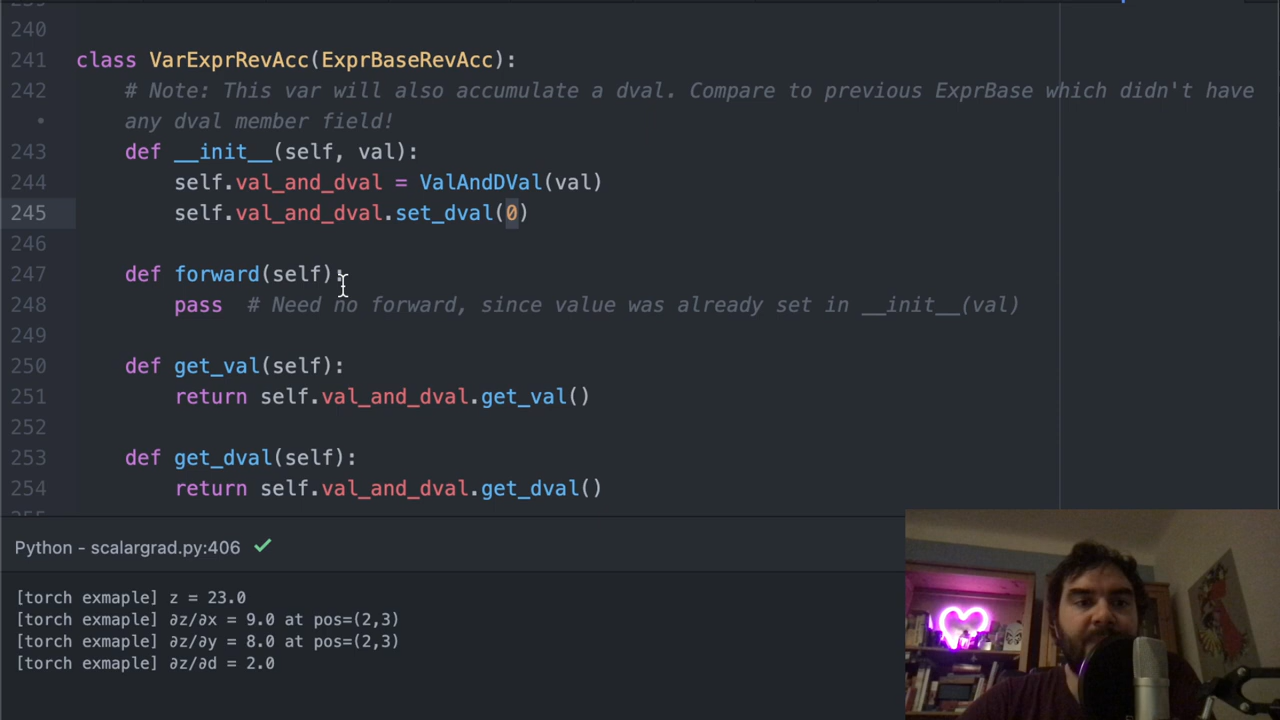 240
241 class VarExprRevAcc(ExprBaseRevAcc):
242 # Note: This var will also accumulate a dval. Compare to previous ExprBase which didn't have
• any dval member field!
243 def __init__(self, val):
244 self.val_and_dval = ValAndDVal(val)
245 self.val_and_dval.set_dval(0)
246
247 def forward(self):
248 pass # Need no forward, since value was already set in __init__(val)
249
250 def get_val(self):
251 return self.val_and_dval.get_val()
252
253 def get_dval(self):
254 return self.val_and_dval.get_dval()
Python - scalargrad.py:406 ✓
[torch exmaple] z = 23.0
[torch exmaple] ∂z/∂x = 9.0 at pos=(2,3)
[torch exmaple] ∂z/∂y = 8.0 at pos=(2,3)
[torch exmaple] ∂z/∂d = 2.0